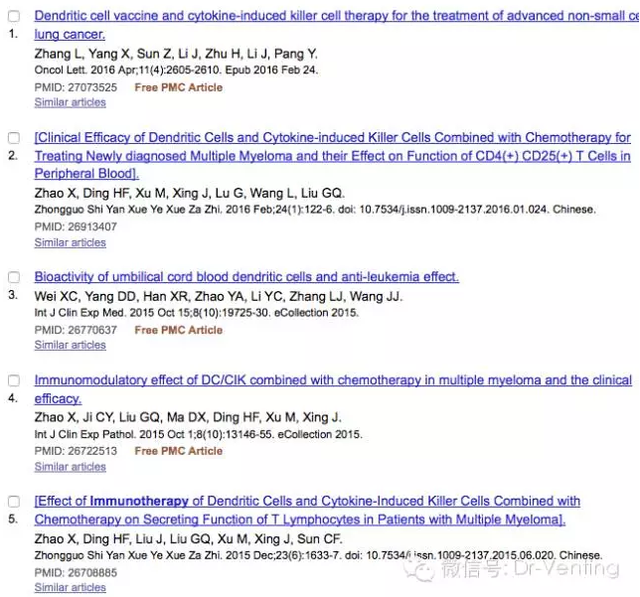 Dendritic cell vaccine and cytokine-induced killer cell therapy for the treatment of advanced non-small ce
1. lung cancer.
Zhang L, Yang X, Sun Z, Li J, Zhu H, Li J, Pang Y.
Oncol Lett. 2016 Apr;11(4):2605-2610. Epub 2016 Feb 24.
PMID: 27073525 Free PMC Article
Similar articles
[Clinical Efficacy of Dendritic Cells and Cytokine-induced Killer Cells Combined with Chemotherapy for
2. Treating Newly diagnosed Multiple Myeloma and their Effect on Function of CD4(+) CD25(+) T Cells in
Peripheral Blood].
Zhao X, Ding HF, Xu M, Xing J, Lu G, Wang L, Liu GQ.
Zhongguo Shi Yan Xue Ye Xue Za Zhi. 2016 Feb;24(1):122-6. doi: 10.7534/j.issn.1009-2137.2016.01.024. Chinese.
PMID: 26913407
Similar articles
Bioactivity of umbilical cord blood dendritic cells and anti-leukemia effect.
3. Wei XC, Yang DD, Han XR, Zhao YA, Li YC, Zhang LJ, Wang JJ.
Int J Clin Exp Med. 2015 Oct 15;8(10):19725-30. eCollection 2015.
PMID: 26770637 Free PMC Article
Similar articles
Immunomodulatory effect of DC/CIK combined with chemotherapy in multiple myeloma and the clinical
4. efficacy.
Zhao X, Ji CY, Liu GQ, Ma DX, Ding HF, Xu M, Xing J.
Int J Clin Exp Pathol. 2015 Oct 1;8(10):13146-55. eCollection 2015.
PMID: 26722513 Free PMC Article
Similar articles
[Effect of Immunotherapy of Dendritic Cells and Cytokine-Induced Killer Cells Combined with
5. Chemotherapy on Secreting Function of T Lymphocytes in Patients with Multiple Myeloma].
Zhao X, Ding HF, Liu J, Liu GQ, Xu M, Xing J, Sun CF.
Zhongguo Shi Yan Xue Ye Xue Za Zhi. 2015 Dec;23(6):1633-7. doi: 10.7534/j.issn.1009-2137.2015.06.020. Chinese.
PMID: 26708885
微信号: Dr-Venting
Similar articles